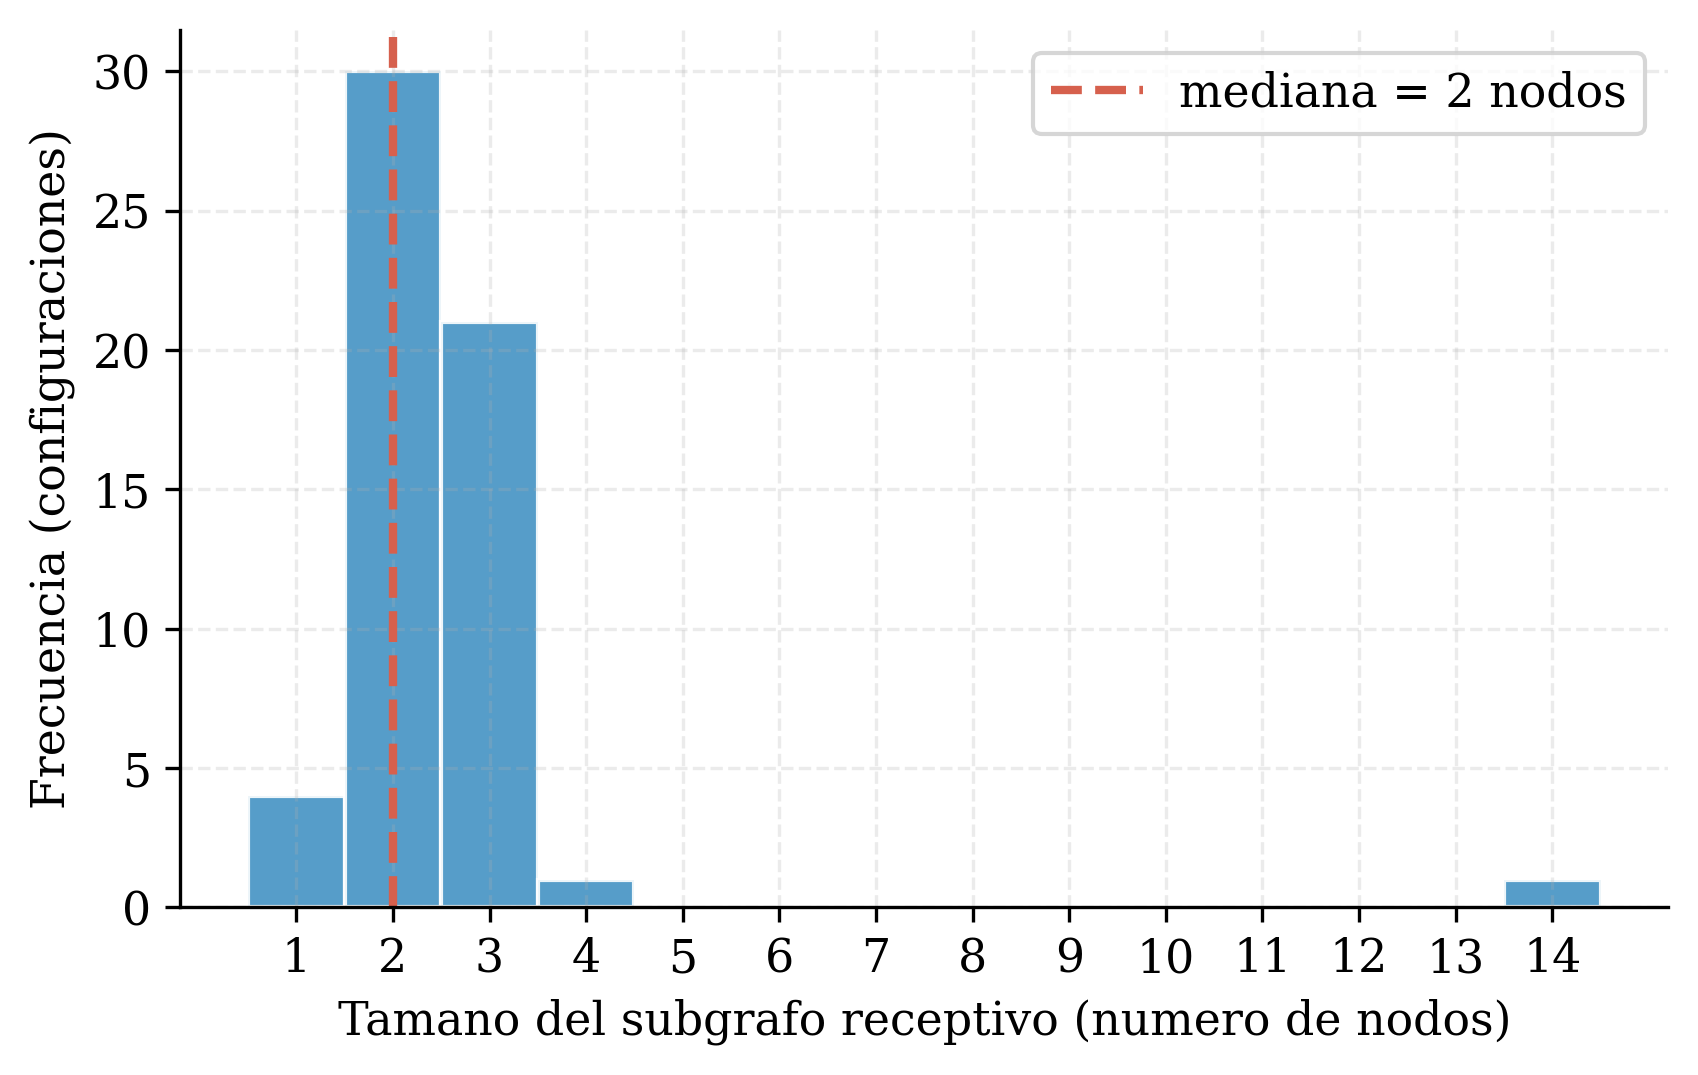 mediana = 2 nodos
Frecuencia (configuraciones)
30
25
20
15
10
5
0
1 2 3 4 5 6 7 8 9 10 11 12 13 14
Tamano del subgrafo receptivo (numero de nodos)